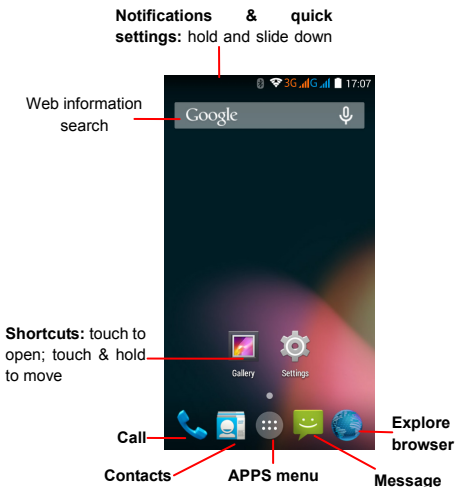 Notifications & quick
settings: hold and slide down
3G G 17:07
Web information
search
Google
Shortcuts: touch to
open; touch & hold
to move
Gallery Settings
Call
Explore
browser
Contacts
APPS menu
Message